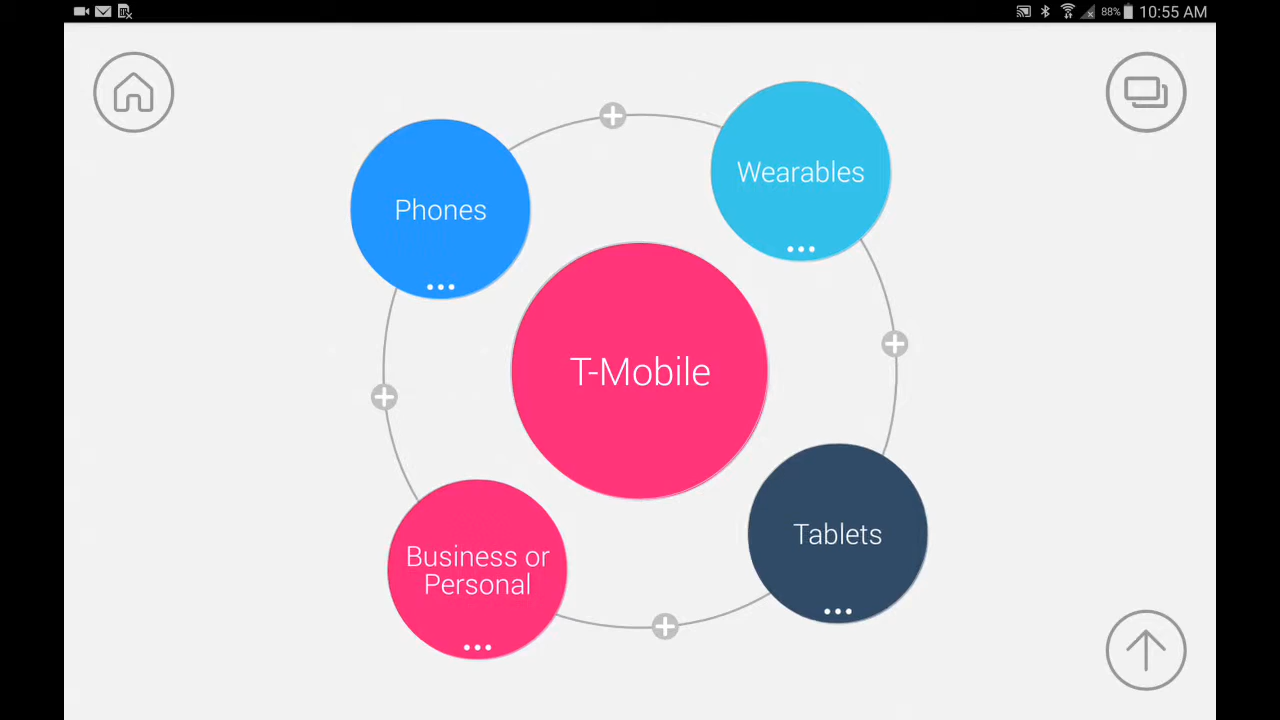 88% 10:55 AM
Wearables
Phones
T-Mobile
Tablets
Business or
Personal